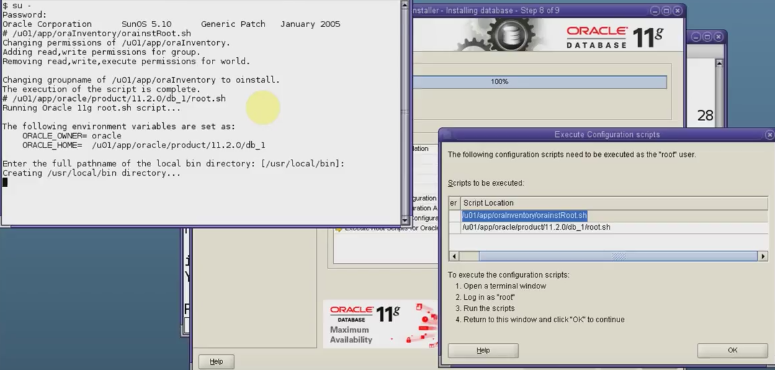 $ su -
Password:
Oracle Corporation SunOS 5.10 Generic Patch January 2005
# /u01/app/oraInventory/orainstRoot.sh
Changing permissions of /u01/app/oraInventory.
Adding read,write permissions for group.
Removing read,write,execute permissions for world.
Changing groupname of /u01/app/oraInventory to oinstall.
The execution of the script is complete.
# /u01/app/oracle/product/11.2.0/db_1/root.sh
Running Oracle 11g root.sh script...
The following environment variables are set as:
ORACLE_OWNER= oracle
ORACLE_HOME= /u01/app/oracle/product/11.2.0/db_1
Enter the full pathname of the local bin directory: [/usr/local/bin]:
Creating /usr/local/bin directory...
nstaller - Installing database - Step 8 of 9
ORACLE
DATABASE 11g
100%
28
Execute Root Scripts for Oracle
ORACLE
DATABASE 11g
Maximum
Availability
Help
Execute Configuration scripts
The following configuration scripts need to be executed as the "root" user.
Scripts to be executed:
er Script Location
/u01/app/oraInventory/orainstRoot.sh
/u01/app/oracle/product/11.2.0/db_1/root.sh
To execute the configuration scripts:
1. Open a terminal window
2. Log in as "root"
3. Run the scripts
4. Return to this window and click "OK" to continue
Help
OK